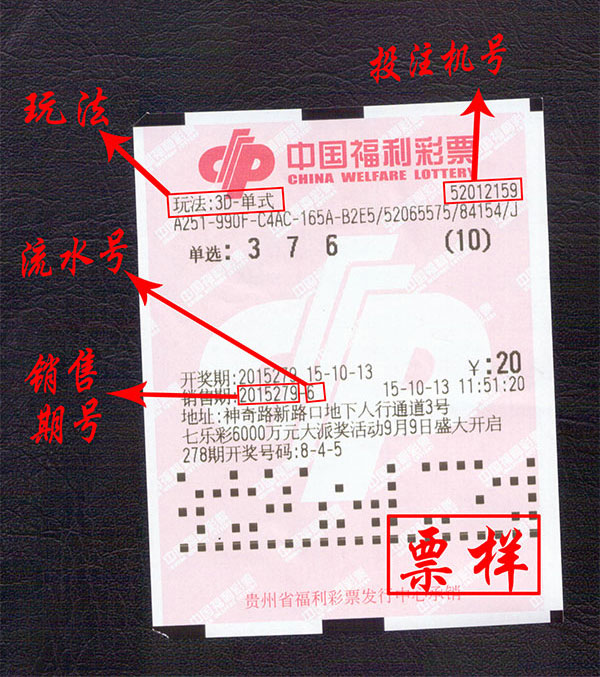 投注机号
玩法
中国福利彩票
CHINA WELFARE LOTTERY
玩法:3D-单式
52012159
A251-990F-C4AC-165A-B2E5/52065575/84154/J
单选: 3 7 6 (10)
流水号
开奖期:2015279 15-10-13 ¥:20
销售期:2015279-6 15-10-13 11:51:20
销售期号
地址:神奇路新路口地下人行通道3号
七乐彩6000万元大派奖活动9月9日盛大开启
278期开奖号码:8-4-5
票样
贵州省福利彩票发行中心承销